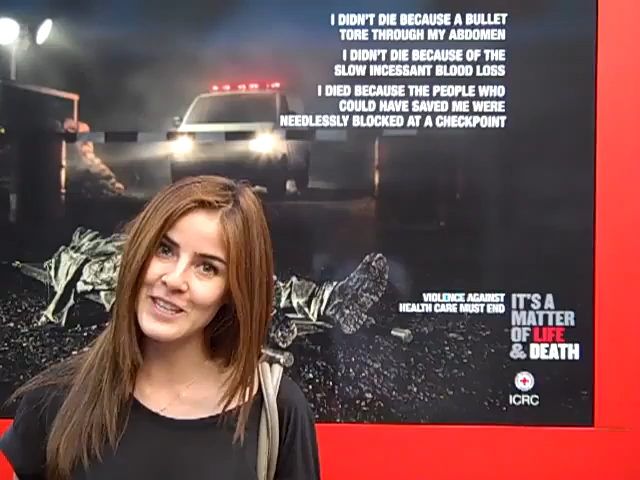 I DIDN'T DIE BECAUSE A BULLET
TORE THROUGH MY ABDOMEN
I DIDN'T DIE BECAUSE OF THE
SLOW INCESSANT BLOOD LOSS
I DIED BECAUSE THE PEOPLE WHO
COULD HAVE SAVED ME WERE
NEEDLESSLY BLOCKED AT A CHECKPOINT
VIOLENCE AGAINST
HEALTH CARE MUST END
IT'S A
MATTER
OF LIFE
& DEATH
ICRC